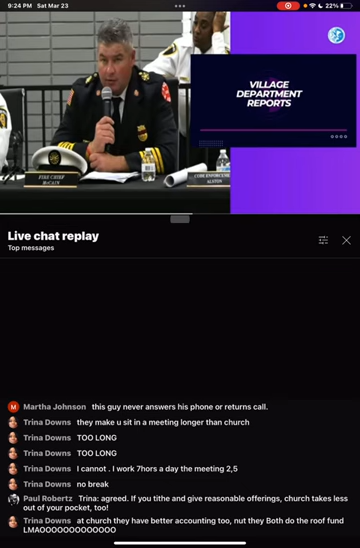 9:24 PM Sat Mar 23
22%
VILLAGE
DEPARTMENT
REPORTS
FIRE CHIEF
McCAIN
CODE ENFORCEMENT
ALSTON
Live chat replay
Top messages
M Martha Johnson this guy never answers his phone or returns call.
Trina Downs they make u sit in a meeting longer than church
Trina Downs TOO LONG
Trina Downs TOO LONG
Trina Downs I cannot . I work 7hors a day the meeting 2,5
Trina Downs no break
Paul Robertz Trina: agreed. If you tithe and give reasonable offerings, church takes less
out of your pocket, too!
Trina Downs at church they have better accounting too, nut they Both do the roof fund
LMAOOOOOOOOOOOOO